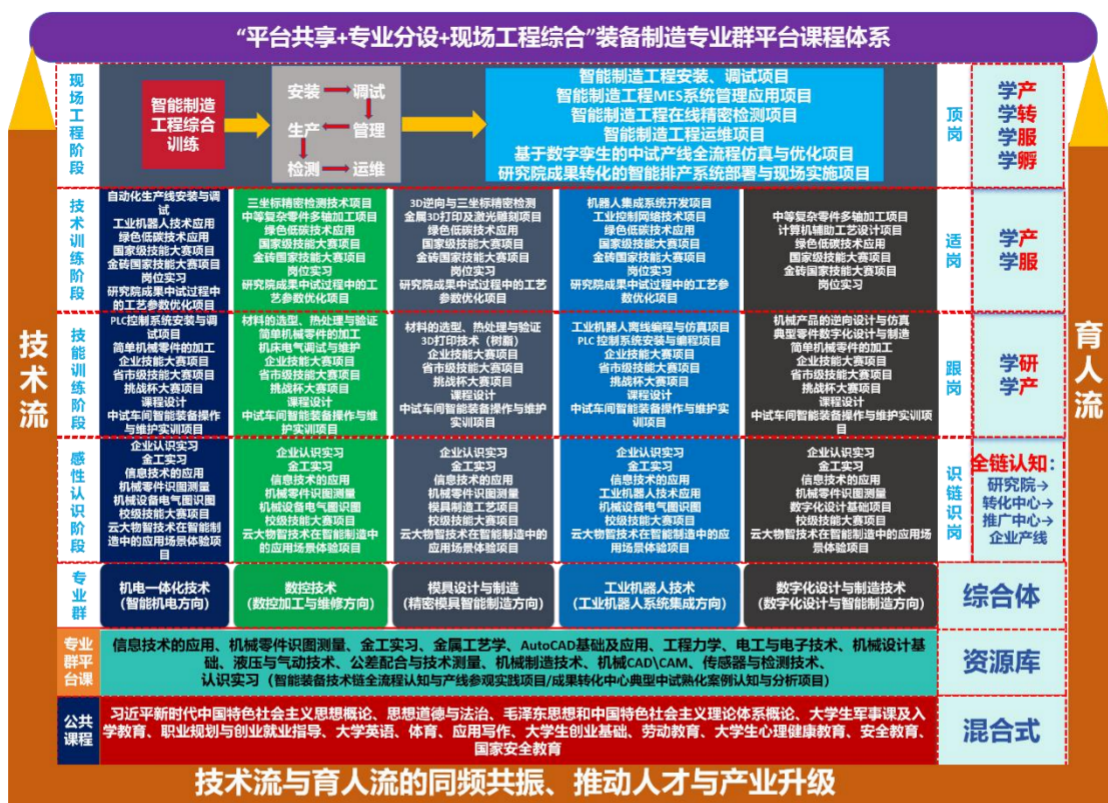 “平台共享+专业分设+现场工程综合”装备制造专业群平台课程体系
技术流
育人流
现场工程阶段
智能制造
工程综合
训练
安装
调试
生产
管理
检测
运维
智能制造工程安装、调试项目
智能制造工程MES系统管理应用项目
智能制造工程在线精密检测项目
智能制造工程运维项目
基于数字孪生的中试产线全流程仿真与优化项目
研究院成果转化的智能排产系统部署与现场实施项目
顶岗
学产
学转
学服
学孵
技术训练阶段
自动化生产线安装与调
试
工业机器人技术应用
绿色低碳技术应用
国家级技能大赛项目
金砖国家技能大赛项目
岗位实习
研究院成果中试过程中
的工艺参数优化项目
三坐标精密检测技术项目
中等复杂零件多轴加工项目
绿色低碳技术应用
国家级技能大赛项目
金砖国家技能大赛项目
岗位实习
研究院成果中试过程中的工
艺参数优化项目
3D逆向与三坐标精密检测
金属3D打印及激光雕刻项目
绿色低碳技术应用
国家级技能大赛项目
金砖国家技能大赛项目
岗位实习
研究院成果中试过程中的工艺
参数优化项目
机器人集成系统开发项目
工业控制网络技术项目
绿色低碳技术应用
国家级技能大赛项目
金砖国家技能大赛项目
岗位实习
研究院成果中试过程中的工艺参
数优化项目
中等复杂零件多轴加工项目
计算机辅助工艺设计项目
绿色低碳技术应用
国家级技能大赛项目
金砖国家技能大赛项目
适岗
学产
学服
技能训练阶段
PLC控制系统安装与调
试项目
简单机械零件的加工
企业技能大赛项目
省市级技能大赛项目
挑战杯大赛项目
课程设计
中试车间智能装备操作
与维护实训项目
材料的选型、热处理与验证
简单机械零件的加工
机床电气调试与维护
企业技能大赛项目
省市级技能大赛项目
挑战杯大赛项目
课程设计
中试车间智能装备操作与维
护实训项目
材料的选型、热处理与验证
3D打印技术（树脂）
企业技能大赛项目
省市级技能大赛项目
挑战杯大赛项目
课程设计
中试车间智能装备操作与维护
实训项目
工业机器人离线编程与仿真项目
PLC 控制系统安装与编程项目
企业技能大赛项目
省市级技能大赛项目
挑战杯大赛项目
课程设计
中试车间智能装备操作与维护实
训项目
机械产品的逆向设计与仿真
典型零件数字化设计与制造
简单机械零件的加工
企业技能大赛项目
省市级技能大赛项目
挑战杯大赛项目
课程设计
中试车间智能装备操作与维护实训项
目
跟岗
学研
学产
感性认识阶段
企业认识实习
金工实习
信息技术的应用
机械零件识图测量
机械设备电气图识图
校级技能大赛项目
云大物智技术在智能制
造中的应用场景体验项
目
企业认识实习
金工实习
信息技术的应用
机械零件识图测量
机械设备电气图识图
校级技能大赛项目
云大物智技术在智能制造中
的应用场景体验项目
企业认识实习
金工实习
信息技术的应用
机械零件识图测量
模具制造工艺项目
校级技能大赛项目
云大物智技术在智能制造中的
应用场景体验项目
企业认识实习
金工实习
信息技术的应用
工业机器人技术应用
机械设备电气图识图
校级技能大赛项目
云大物智技术在智能制造中的应
用场景体验项目
企业认识实习
金工实习
信息技术的应用
机械零件识图测量
数字化设计基础项目
校级技能大赛项目
云大物智技术在智能制造中的应用场
景体验项目
识链识岗
全链认知：
研究院→
转化中心→
推广中心→
企业产线
专业群
机电一体化技术
（智能机电方向）
数控技术
（数控加工与维修方向）
模具设计与制造
（精密模具智能制造方向）
工业机器人技术
（工业机器人系统集成方向）
数字化设计与制造技术
（数字化设计与智能制造方向）
综合体
专业
群平
台课
信息技术的应用、机械零件识图测量、金工实习、金属工艺学、AutoCAD基础及应用、工程力学、电工与电子技术、机械设计基
础、液压与气动技术、公差配合与技术测量、机械制造技术、机械CAD\CAM、传感器与检测技术、
认识实习（智能装备技术链全流程认知与产线参观实践项目/成果转化中心典型中试熟化案例认知与分析项目）
资源库
公共
课程
习近平新时代中国特色社会主义思想概论、思想道德与法治、毛泽东思想和中国特色社会主义理论体系概论、大学生军事课及入
学教育、职业规划与创业就业指导、大学英语、体育、应用写作、大学生创业基础、劳动教育、大学生心理健康教育、安全教育、
国家安全教育
混合式
技术流与育人流的同频共振、推动人才与产业升级